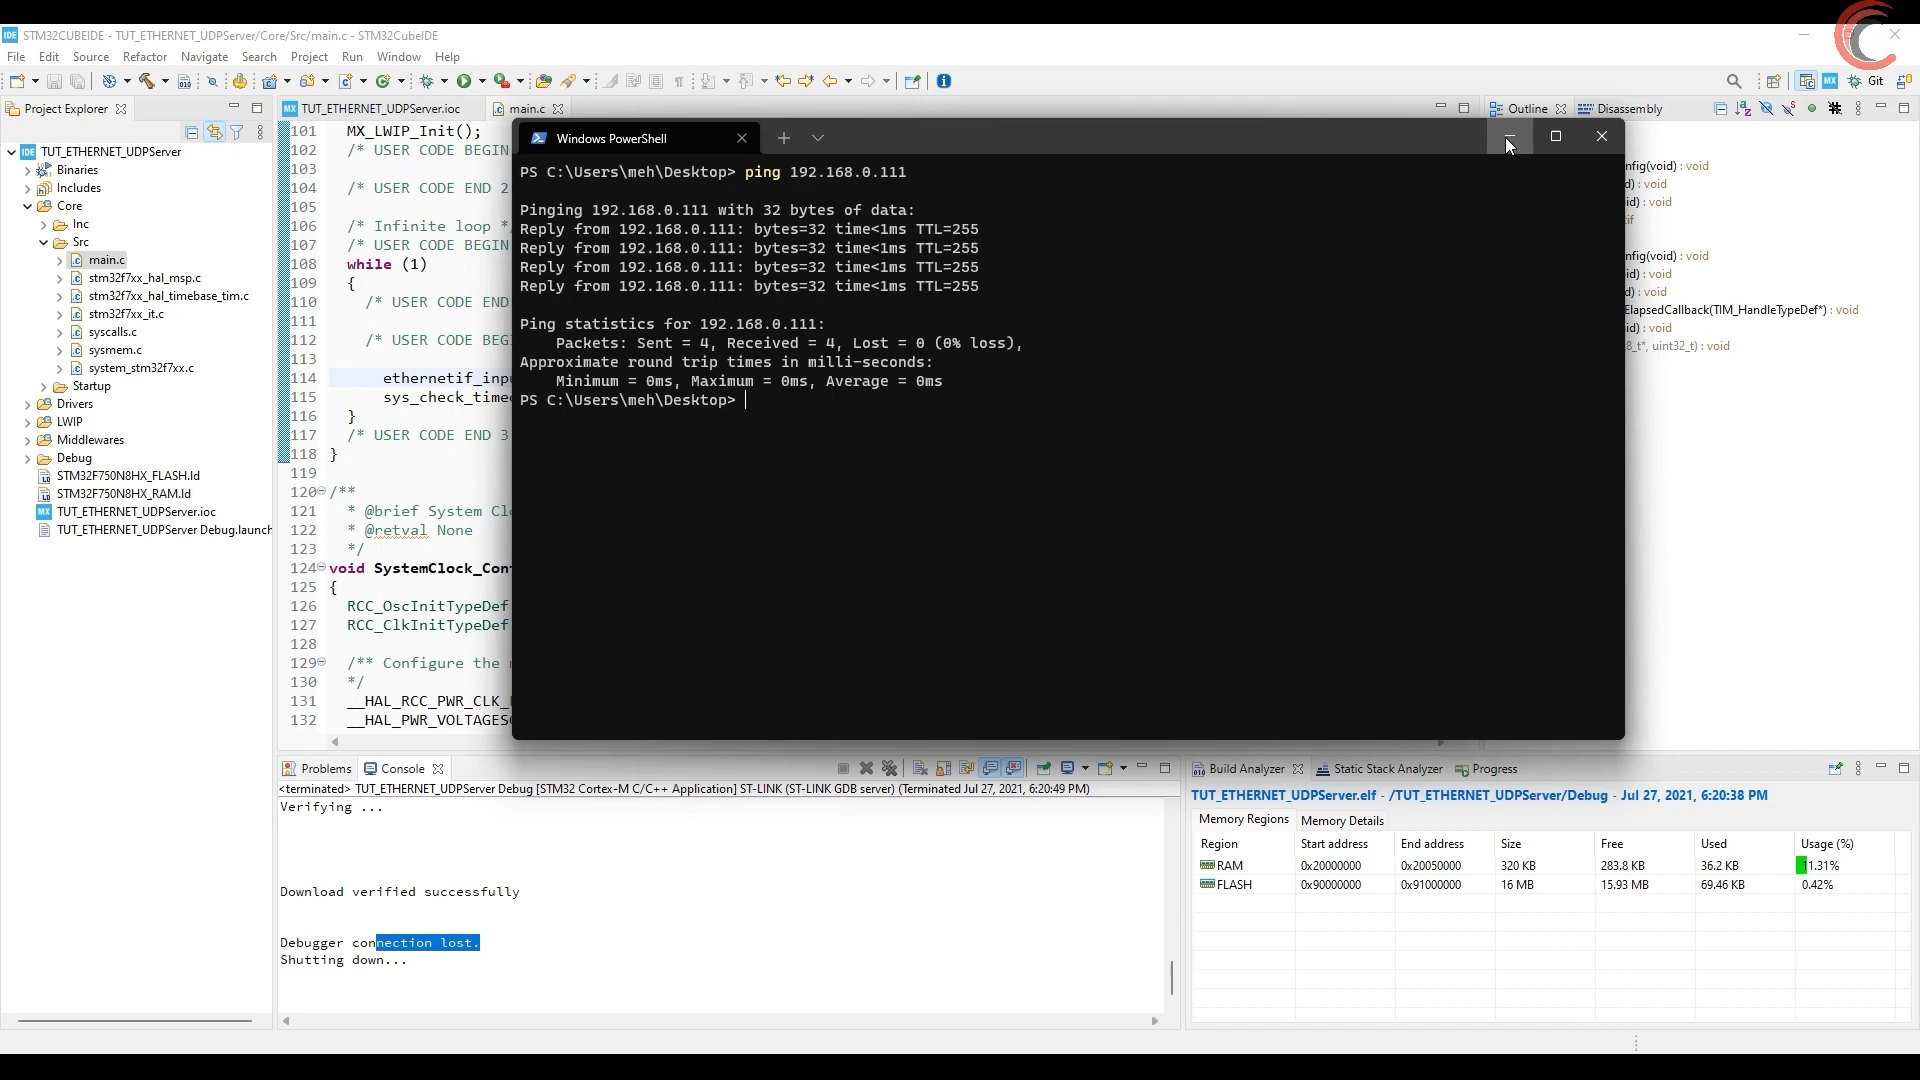 STM32CUBEIDE - TUT_ETHERNET_UDPServer/Core/Src/main.c - STM32CubeIDE
File Edit Source Refactor Navigate Search Project Run Window Help
Git
Project Explorer
TUT_ETHERNET_UDPServer
Binaries
Includes
Core
Inc
Src
main.c
stm32f7xx_hal_msp.c
stm32f7xx_hal_timebase_tim.c
stm32f7xx_it.c
syscalls.c
sysmem.c
system_stm32f7xx.c
Startup
Drivers
LWIP
Middlewares
Debug
STM32F750N8HX_FLASH.ld
STM32F750N8HX_RAM.ld
TUT_ETHERNET_UDPServer.ioc
TUT_ETHERNET_UDPServer Debug.launch
TUT_ETHERNET_UDPServer.ioc main.c
101 MX_LWIP_Init();
102 /* USER CODE BEGIN
103
104 /* USER CODE END 2
105
106 /* Infinite loop *
107 /* USER CODE BEGIN
108 while (1)
109 {
110 /* USER CODE END
111
112 /* USER CODE BEG
113
114 ethernetif_inpu
115 sys_check_timeo
116 }
117 /* USER CODE END 3
118 }
119
120 /**
121 * @brief System Clo
122 * @retval None
123 */
124 void SystemClock_Con
125 {
126 RCC_OscInitTypeDef
127 RCC_ClkInitTypeDef
128
129 /** Configure the
130 */
131 __HAL_RCC_PWR_CLK_
132 __HAL_PWR_VOLTAGES
Windows PowerShell
PS C:\Users\meh\Desktop> ping 192.168.0.111
Pinging 192.168.0.111 with 32 bytes of data:
Reply from 192.168.0.111: bytes=32 time<1ms TTL=255
Reply from 192.168.0.111: bytes=32 time<1ms TTL=255
Reply from 192.168.0.111: bytes=32 time<1ms TTL=255
Reply from 192.168.0.111: bytes=32 time<1ms TTL=255
Ping statistics for 192.168.0.111:
Packets: Sent = 4, Received = 4, Lost = 0 (0% loss),
Approximate round trip times in milli-seconds:
Minimum = 0ms, Maximum = 0ms, Average = 0ms
PS C:\Users\meh\Desktop>
Outline Disassembly
nfig(void) : void
d) : void
id) : void
if
nfig(void) : void
id) : void
d) : void
ElapsedCallback(TIM_HandleTypeDef*) : void
id) : void
8_t*, uint32_t) : void
Problems Console
<terminated> TUT_ETHERNET_UDPServer Debug [STM32 Cortex-M C/C++ Application] ST-LINK (ST-LINK GDB server) (Terminated Jul 27, 2021, 6:20:49 PM)
Verifying ...
Download verified successfully
Debugger connection lost.
Shutting down...
Build Analyzer Static Stack Analyzer Progress
TUT_ETHERNET_UDPServer.elf - /TUT_ETHERNET_UDPServer/Debug - Jul 27, 2021, 6:20:38 PM
Memory Regions Memory Details
Region Start address End address Size Free Used Usage (%)
RAM 0x20000000 0x20050000 320 KB 283.8 KB 36.2 KB 11.31%
FLASH 0x90000000 0x91000000 16 MB 15.93 MB 69.46 KB 0.42%